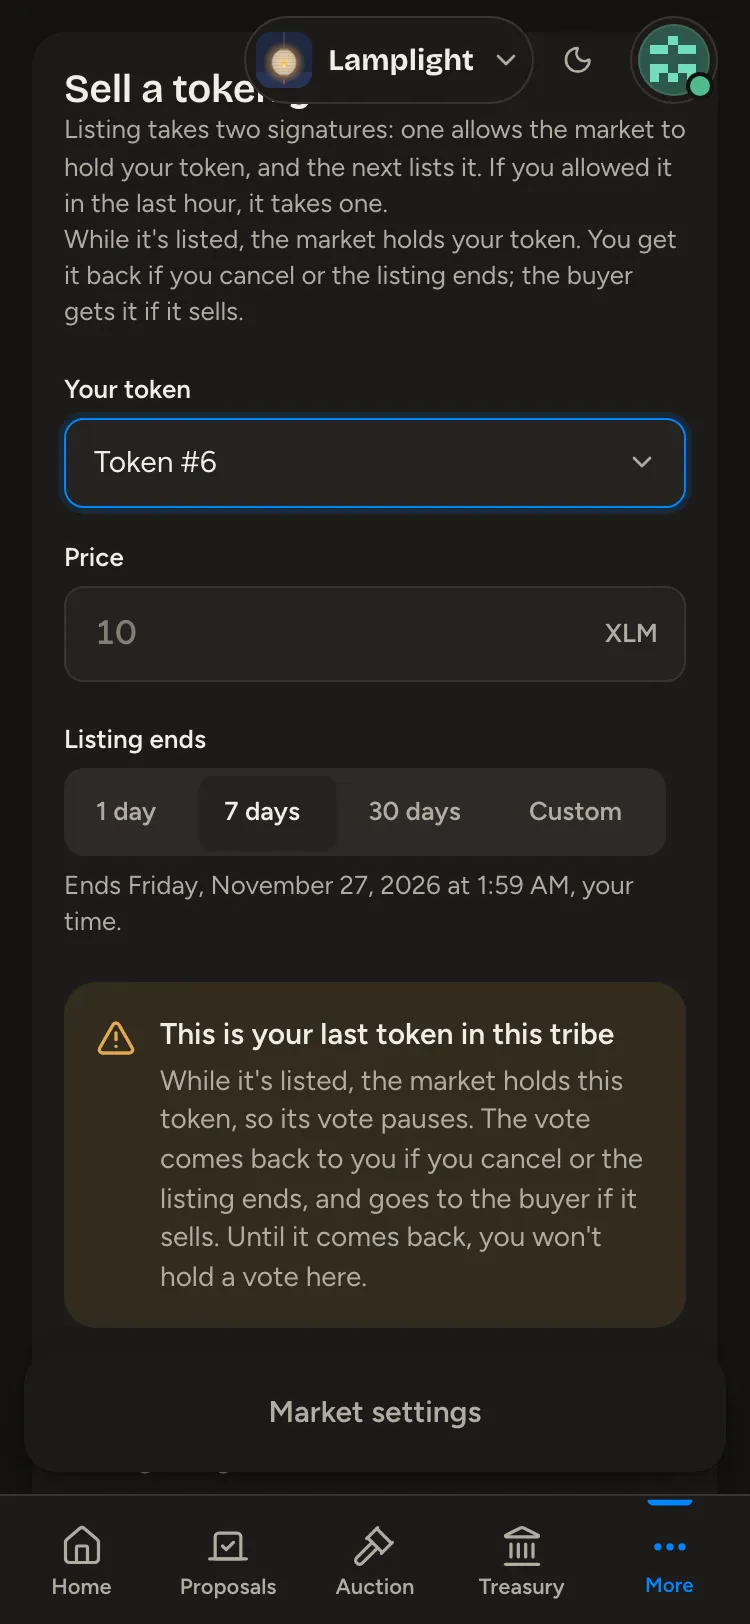 Lamplight
Sell a token
Listing takes two signatures: one allows the market to
hold your token, and the next lists it. If you allowed it
in the last hour, it takes one.
While it's listed, the market holds your token. You get
it back if you cancel or the listing ends; the buyer
gets it if it sells.
Your token
Token #6
Price
10
XLM
Listing ends
1 day
7 days
30 days
Custom
Ends Friday, November 27, 2026 at 1:59 AM, your
time.
This is your last token in this tribe
While it's listed, the market holds this
token, so its vote pauses. The vote
comes back to you if you cancel or the
listing ends, and goes to the buyer if it
sells. Until it comes back, you won't
hold a vote here.
Market settings
Home
Proposals
Auction
Treasury
More